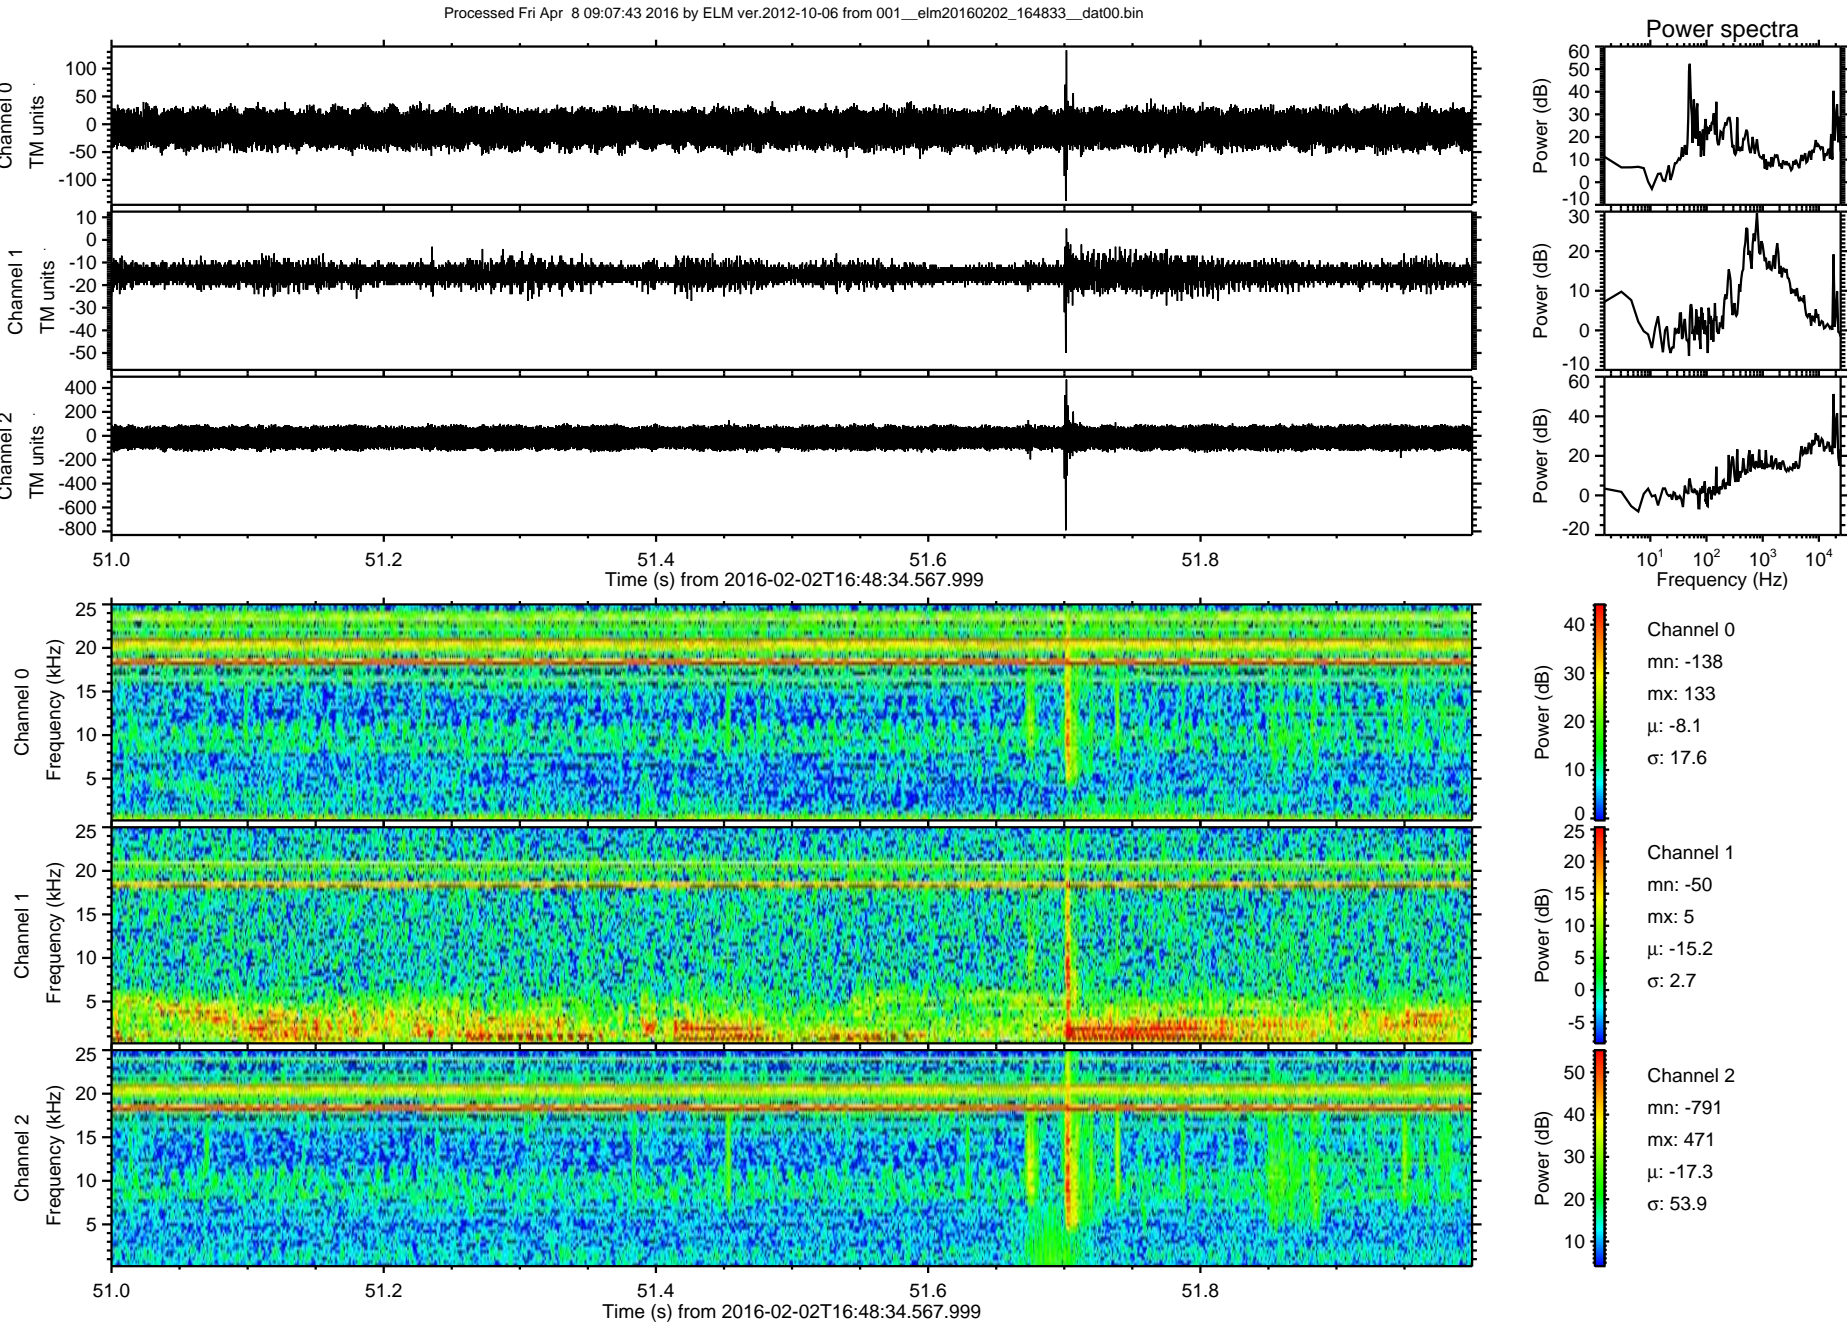 Processed Fri Apr  8 09:07:43 2016 by ELM ver.2012-10-06 from 001__elm20160202_164833__dat00.bin
Power spectra
Channel 0
TM units
100
50
0
-50
-100
Power (dB)
60
50
40
30
20
10
0
-10
Channel 1
TM units
10
0
-10
-20
-30
-40
-50
Power (dB)
30
20
10
0
-10
Channel 2
TM units
400
200
0
-200
-400
-600
-800
Power (dB)
60
40
20
0
-20
51.0 51.2 51.4 51.6 51.8
Time (s) from 2016-02-02T16:48:34.567.999
10^1 10^2 10^3 10^4
Frequency (Hz)
Channel 0
Frequency (kHz)
25
20
15
10
5
Power (dB)
40
30
20
10
0
Channel 0
mn: -138
mx: 133
μ: -8.1
σ: 17.6
Channel 1
Frequency (kHz)
25
20
15
10
5
Power (dB)
25
20
15
10
5
0
-5
Channel 1
mn: -50
mx: 5
μ: -15.2
σ: 2.7
Channel 2
Frequency (kHz)
25
20
15
10
5
Power (dB)
50
40
30
20
10
Channel 2
mn: -791
mx: 471
μ: -17.3
σ: 53.9
51.0 51.2 51.4 51.6 51.8
Time (s) from 2016-02-02T16:48:34.567.999